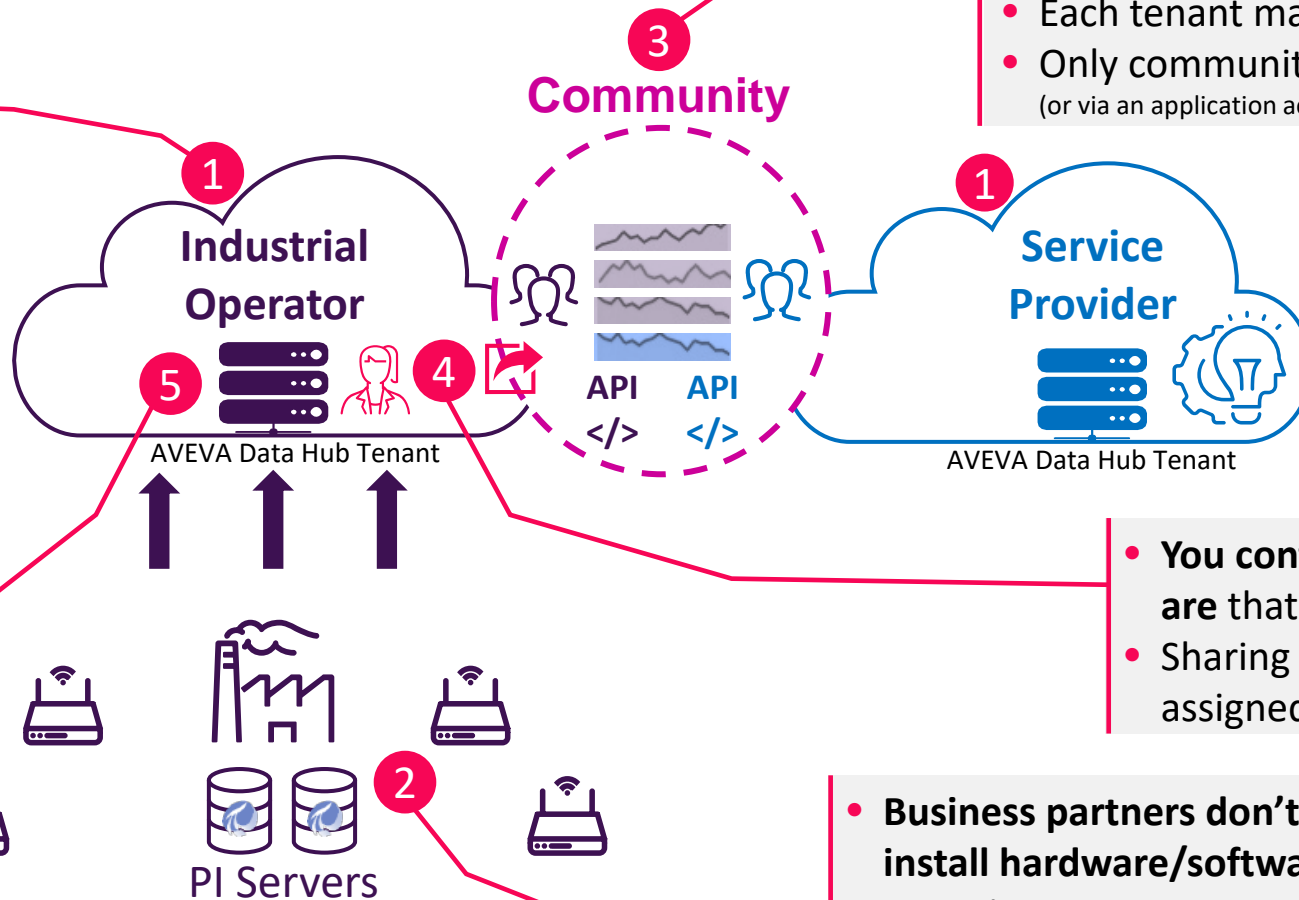 3
Community
• Each tenant ma
• Only communit
(or via an application a
1
Industrial
Operator
1
Service
Provider
5
4
API
API
</>
</>
AVEVA Data Hub Tenant
AVEVA Data Hub Tenant
• You con
are that
• Sharing
assigned
2
PI Servers
• Business partners don't
install hardware/softwa